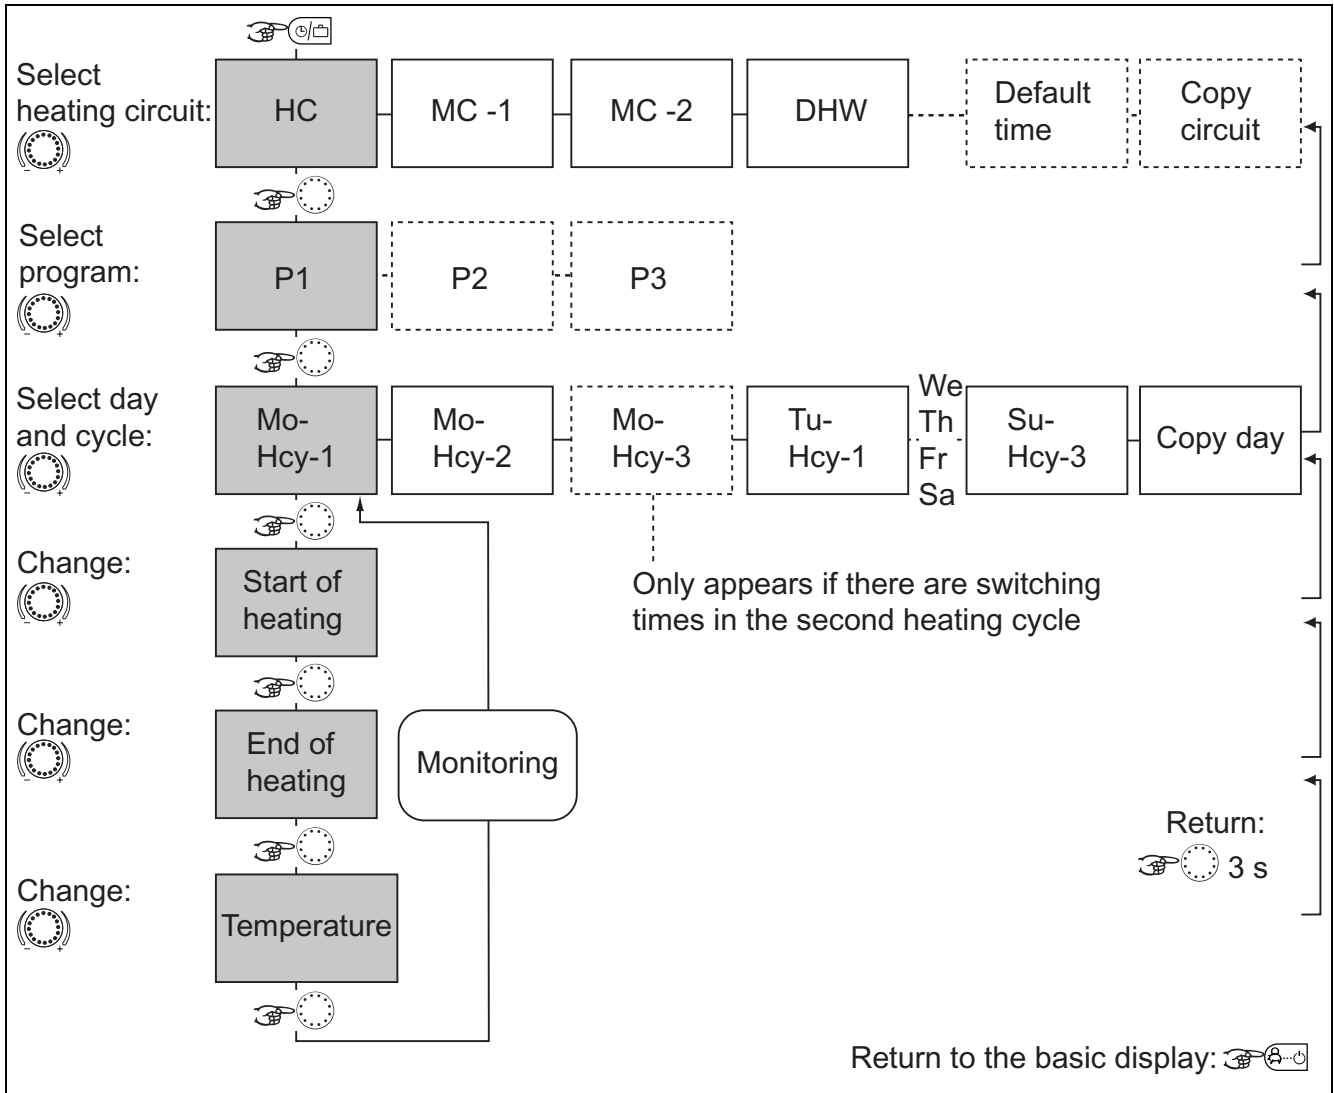 Select
heating circuit:
HC
MC -1
MC -2
DHW
Default
time
Copy
circuit
Select
program:
P1
P2
P3
Select day
and cycle:
Mo-
Hcy-1
Mo-
Hcy-2
Mo-
Hcy-3
Tu-
Hcy-1
We
Th
Fr
Sa
Su-
Hcy-3
Copy day
Change:
Start of
heating
Only appears if there are switching
times in the second heating cycle
Change:
End of
heating
Monitoring
Return:
3 s
Change:
Temperature
Return to the basic display: